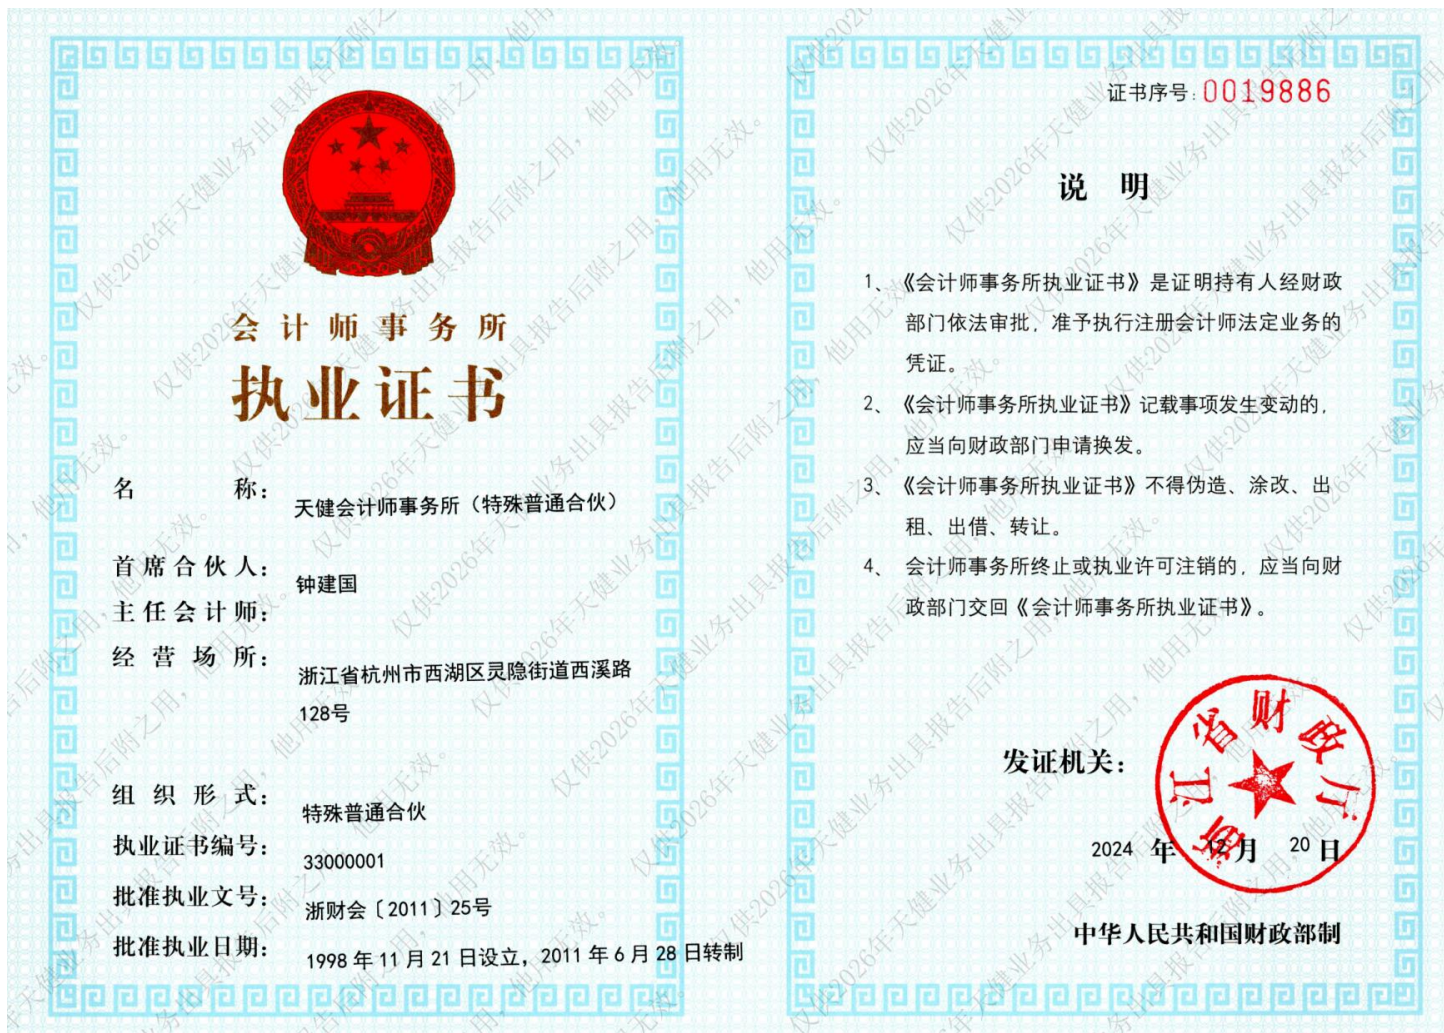 会计师事务所
执业证书
名 称：
天健会计师事务所（特殊普通合伙）
首席合伙人：
钟建国
主任会计师：
经营场所：
浙江省杭州市西湖区灵隐街道西溪路
128号
组织形式：
特殊普通合伙
执业证书编号：
33000001
批准执业文号：
浙财会〔2011〕25号
批准执业日期：
1998年11月21日设立，2011年6月28日转制
证书序号：0019886
说 明
1、《会计师事务所执业证书》是证明持有人经财政
部门依法审批，准予执行注册会计师法定业务的
凭证。
2、《会计师事务所执业证书》记载事项发生变动的，
应当向财政部门申请换发。
3、《会计师事务所执业证书》不得伪造、涂改、出
租、出借、转让。
4、会计师事务所终止或执业许可注销的，应当向财
政部门交回《会计师事务所执业证书》。
发证机关：
浙江省财政厅
2024 年 12 月 20 日
中华人民共和国财政部制
仅供2026年天健业务出具报告后附之用，他用无效。